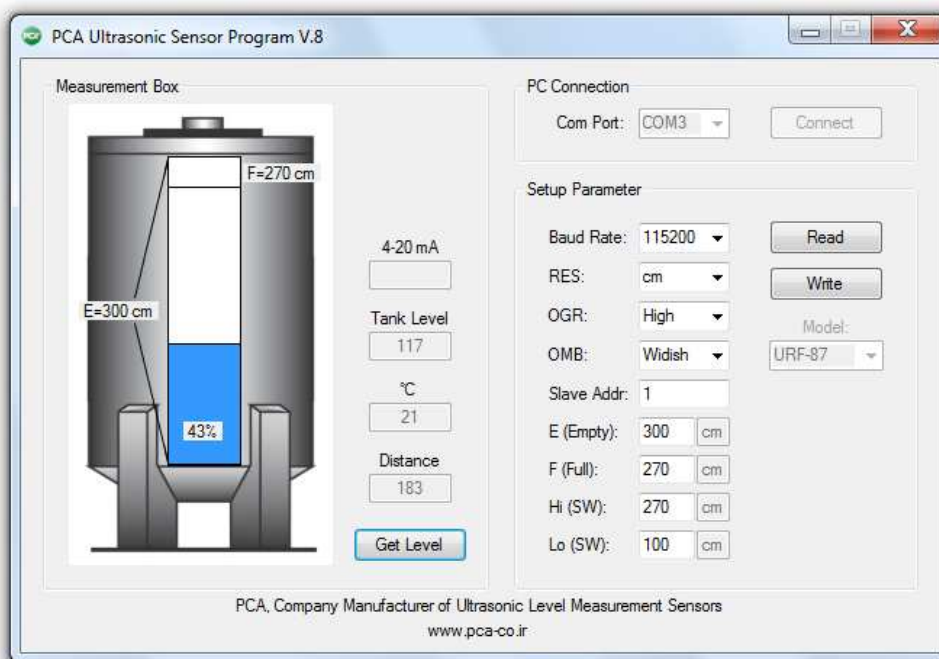 PCA Ultrasonic Sensor Program V.8
Measurement Box
F=270 cm
E=300 cm
43%
4-20 mA
Tank Level
117
°C
21
Distance
183
Get Level
PC Connection
Com Port: COM3 Connect
Setup Parameter
Baud Rate: 115200 Read
RES: cm Write
OGR: High Model:
OMB: Widish URF-87
Slave Addr: 1
E (Empty): 300 cm
F (Full): 270 cm
Hi (SW): 270 cm
Lo (SW): 100 cm
PCA, Company Manufacturer of Ultrasonic Level Measurement Sensors
www.pca-co.ir